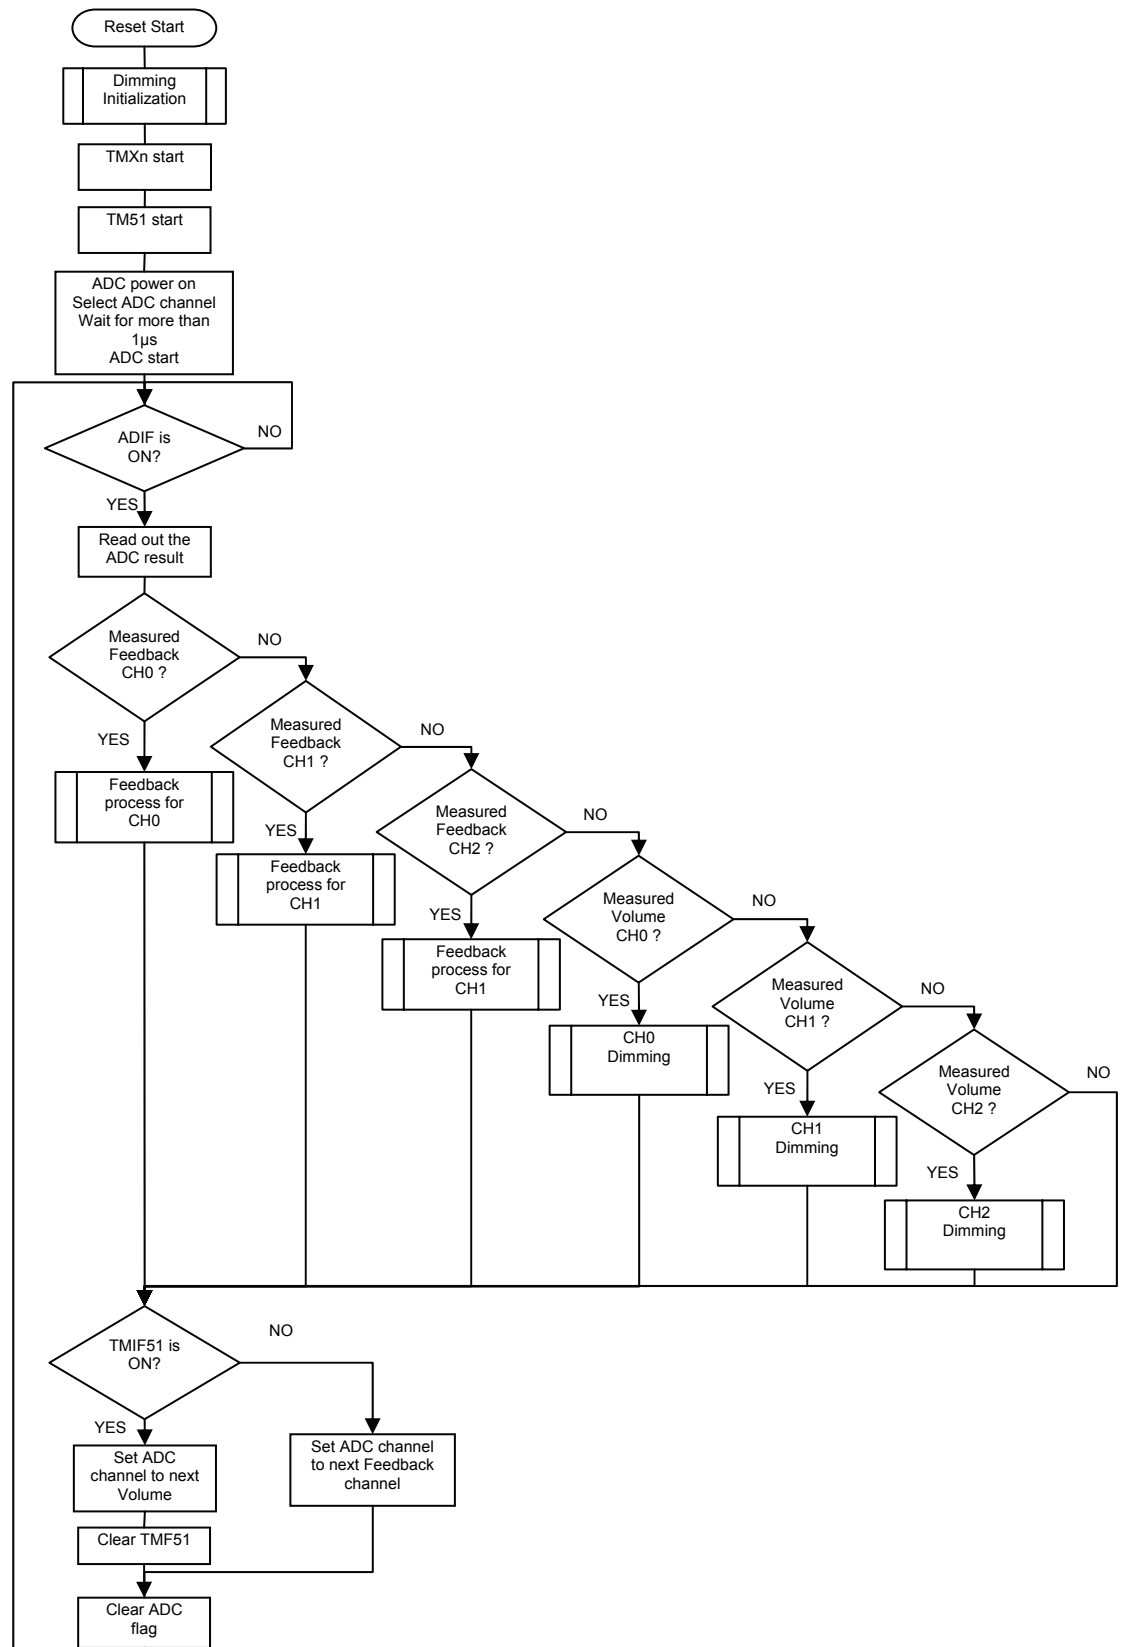 Reset Start
Dimming
Initialization
TMXn start
TM51 start
ADC power on
Select ADC channel
Wait for more than
1µs
ADC start
ADIF is
ON?
NO
YES
Read out the
ADC result
Measured
Feedback
CH0 ?
NO
YES
Feedback
process for
CH0
Measured
Feedback
CH1 ?
NO
YES
Feedback
process for
CH1
Measured
Feedback
CH2 ?
NO
YES
Feedback
process for
CH1
Measured
Volume
CH0 ?
NO
YES
CH0
Dimming
Measured
Volume
CH1 ?
NO
YES
CH1
Dimming
Measured
Volume
CH2 ?
NO
YES
CH2
Dimming
TMIF51 is
ON?
NO
YES
Set ADC
channel to next
Volume
Set ADC channel
to next Feedback
channel
Clear TMF51
Clear ADC
flag